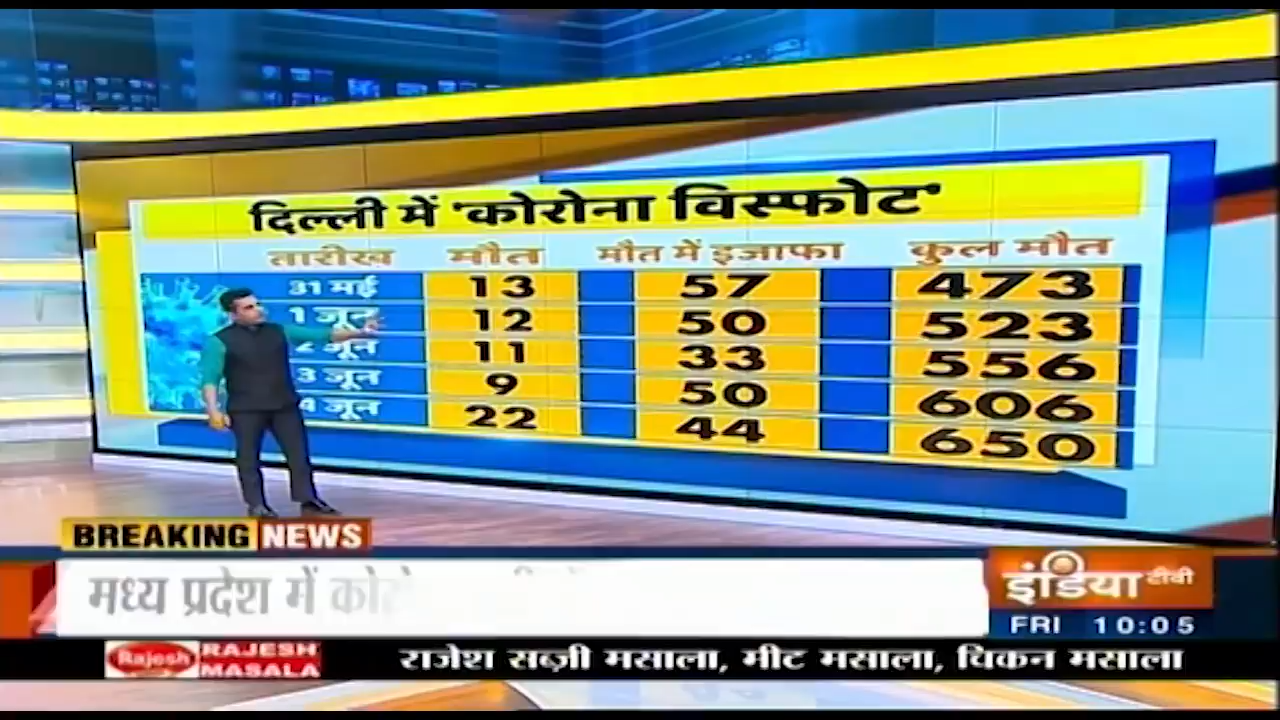 दिल्ली में 'कोरोना विस्फोट'
तारीख मौत मौत में इजाफा कुल मौत
31 मई 13 57 473
1 जून 12 50 523
2 जून 11 33 556
3 जून 9 50 606
4 जून 22 44 650
BREAKING NEWS
मध्य प्रदेश में
इंडिया टीवी
FRI 10:05
Rajesh RAJESH MASALA राजेश सब्ज़ी मसाला, मीट मसाला, चिकन मसाला